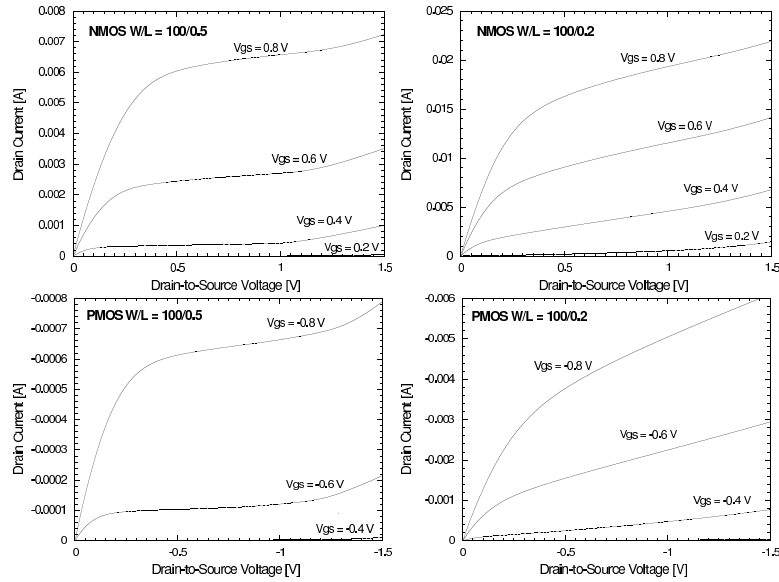 NMOS W/L = 100/0.5
Drain Current [A]
0.008
0.007
0.006
0.005
0.004
0.003
0.002
0.001
0
Vgs = 0.8 V
Vgs = 0.6 V
Vgs = 0.4 V
Vgs = 0.2 V
0 0.5 1 1.5
Drain-to-Source Voltage [V]
NMOS W/L = 100/0.2
Drain Current [A]
0.025
0.02
0.015
0.01
0.005
0
Vgs = 0.8 V
Vgs = 0.6 V
Vgs = 0.4 V
Vgs = 0.2 V
0 0.5 1 1.5
Drain-to-Source Voltage [V]
PMOS W/L = 100/0.5
Drain Current [A]
-0.0008
-0.0007
-0.0006
-0.0005
-0.0004
-0.0003
-0.0002
-0.0001
0
Vgs = -0.8 V
Vgs = -0.6 V
Vgs = -0.4 V
0 -0.5 -1 -1.5
Drain-to-Source Voltage [V]
PMOS W/L = 100/0.2
Drain Current [A]
-0.006
-0.005
-0.004
-0.003
-0.002
-0.001
0
Vgs = -0.8 V
Vgs = -0.6 V
Vgs = -0.4 V
0 -0.5 -1 -1.5
Drain-to-Source Voltage [V]